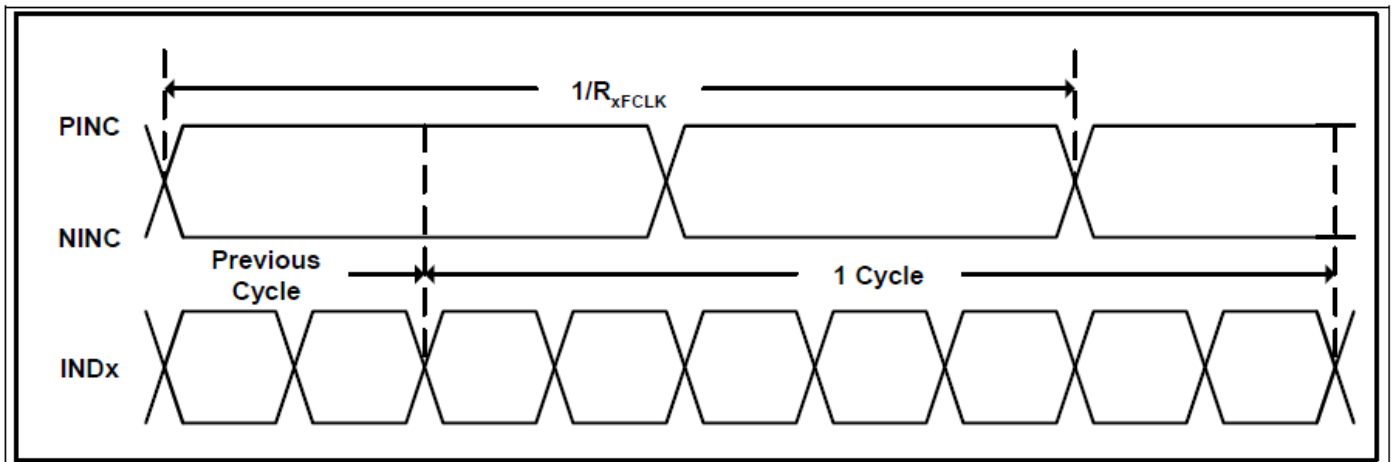 1/RxFCLK
PINC
NINC
Previous
Cycle
1 Cycle
INDx